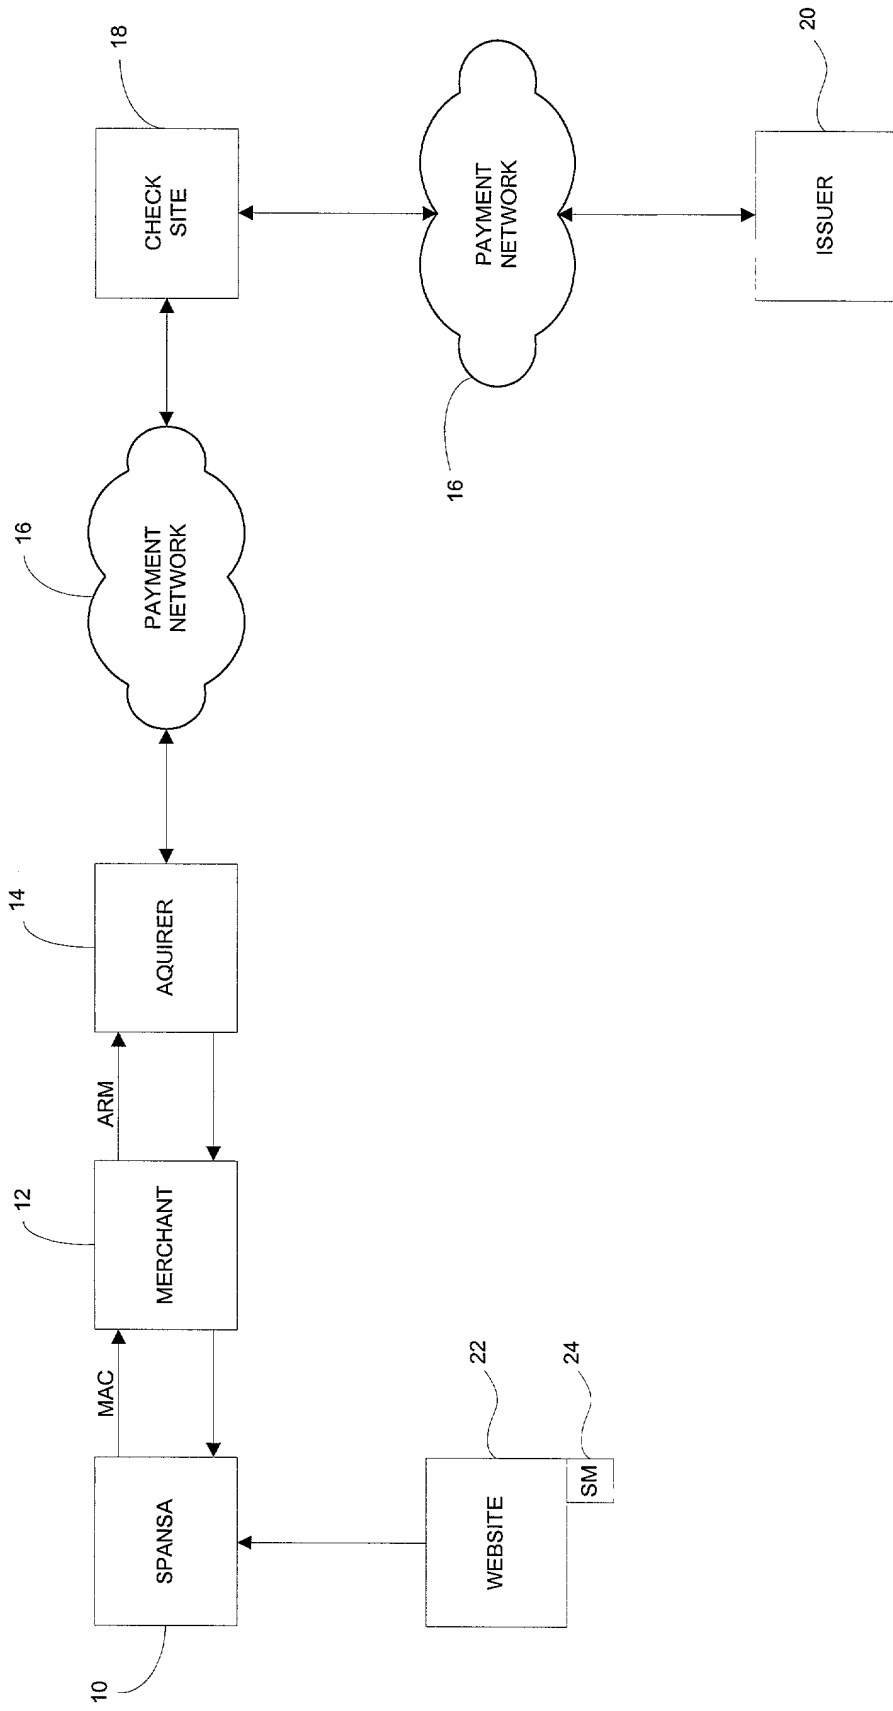 18
CHECK
SITE
16
PAYMENT
NETWORK
16
PAYMENT
NETWORK
20
ISSUER
14
AQUIRER
ARM
12
MERCHANT
MAC
10
SPANSA
22
WEBSITE
24
SM